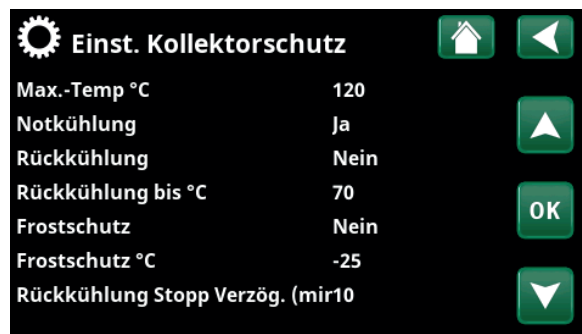 Einst. Kollektorschutz
Max.-Temp °C 120
Notkühlung Ja
Rückkühlung Nein
Rückkühlung bis °C 70
Frostschutz Nein
OK
Frostschutz °C -25
Rückkühlung Stopp Verzög. (mir10